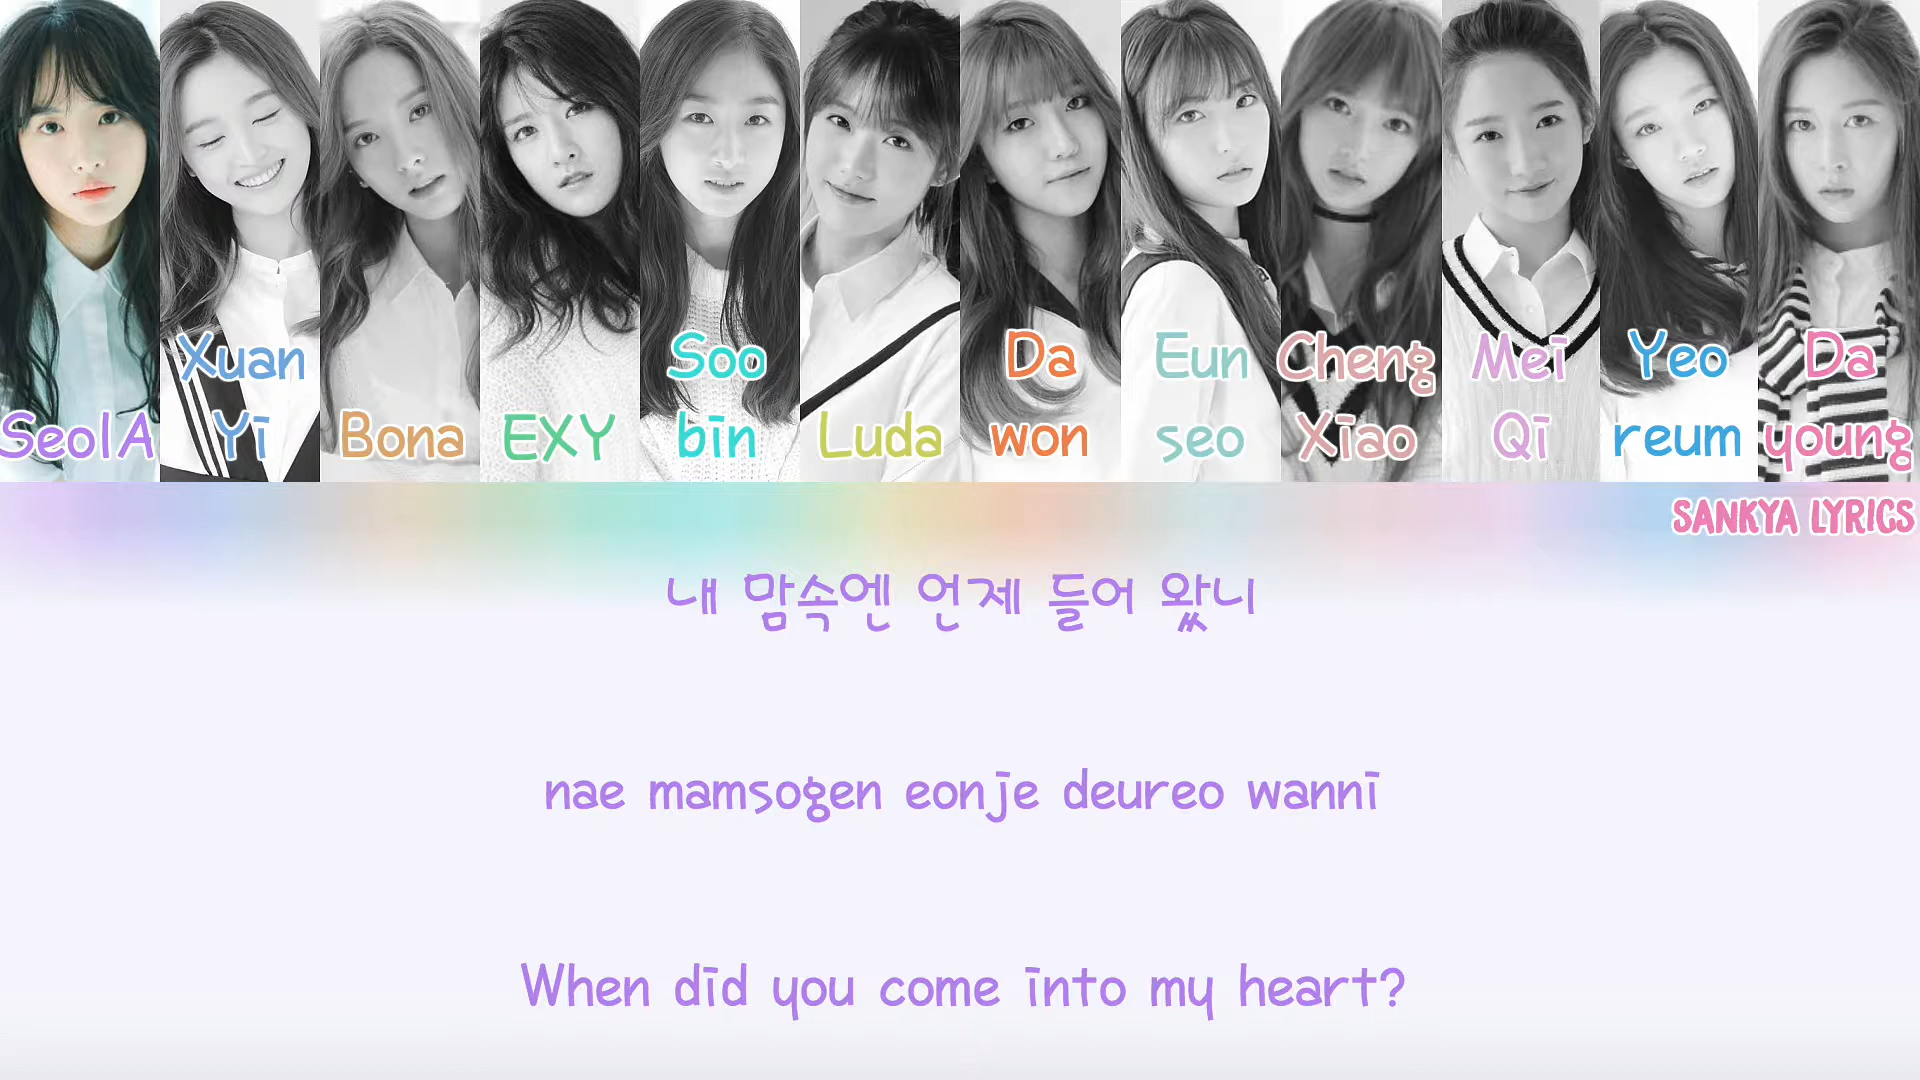 SeolA
Xuan
Yi
Bona
EXY
Soo
bin
Luda
Da
won
Eun
seo
Cheng
Xiao
Mei
Qi
Yeo
reum
Da
young
SANKYA LYRICS
내 맘속엔 언제 들어 왔니
nae mamsogen eonje deureo wanni
When did you come into my heart?